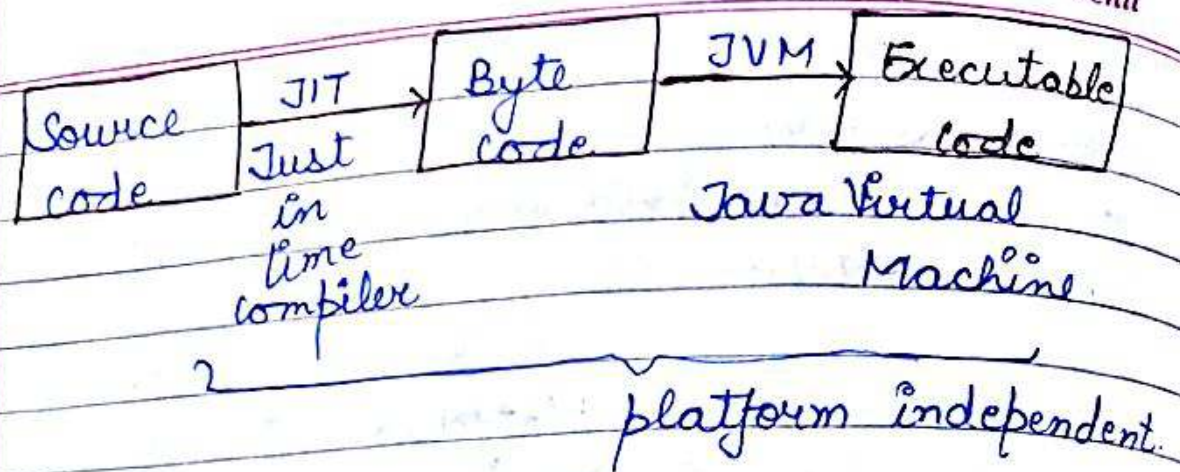 Source
code
JIT
Just
in
time
compiler
Byte
code
JVM
Java Virtual
Machine
Executable
code
platform independent.